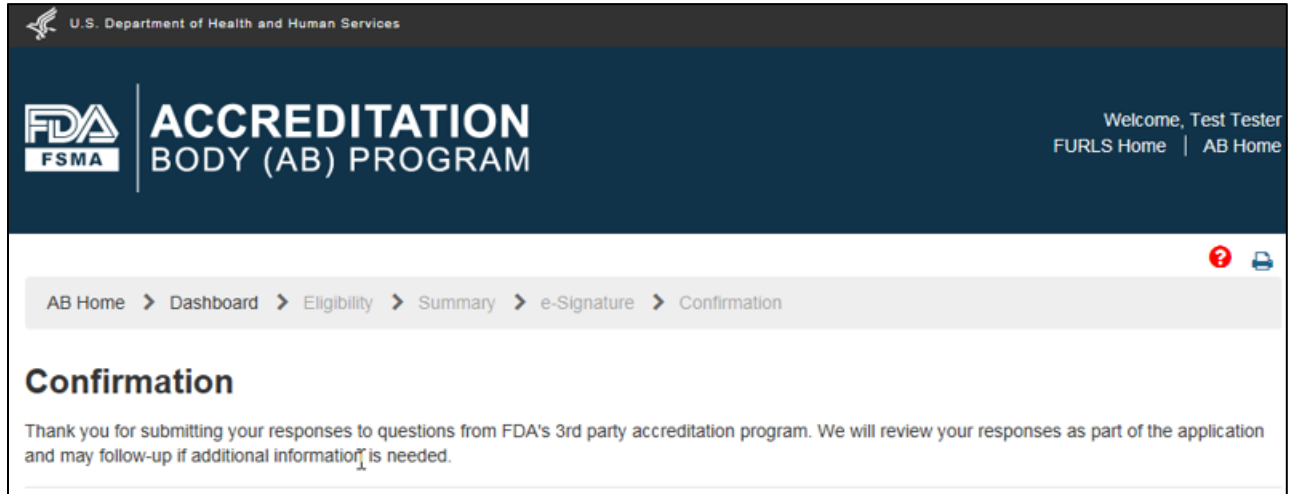 U.S. Department of Health and Human Services
FDA
FSMA
ACCREDITATION
BODY (AB) PROGRAM
Welcome, Test Tester
FURLS Home | AB Home
?
AB Home > Dashboard > Eligibility > Summary > e-Signature > Confirmation
Confirmation
Thank you for submitting your responses to questions from FDA's 3rd party accreditation program. We will review your responses as part of the application
and may follow-up if additional information is needed.